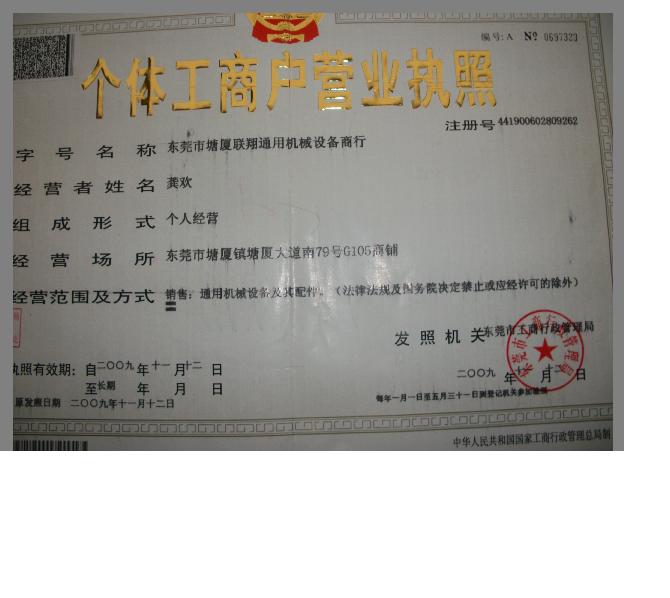 编号: A № 0697323
个体工商户营业执照
注册号 441900602809262
字号名称 东莞市塘厦联翔通用机械设备商行
经营者姓名 龚欢
组成形式 个人经营
经营场所 东莞市塘厦镇塘厦大道南79号G105商铺
经营范围及方式 销售：通用机械设备及其配件。（法律法规及国务院决定禁止或应经许可的除外）
发照机关 东莞市工商行政管理局
执照有效期: 自二〇〇九年十一月十二日
至长期 年 月 日
二〇〇九年十一月十二日
原发照日期 二〇〇九年十一月十二日
每年一月一日至五月三十一日到登记机关参加验照
中华人民共和国国家工商行政管理总局制